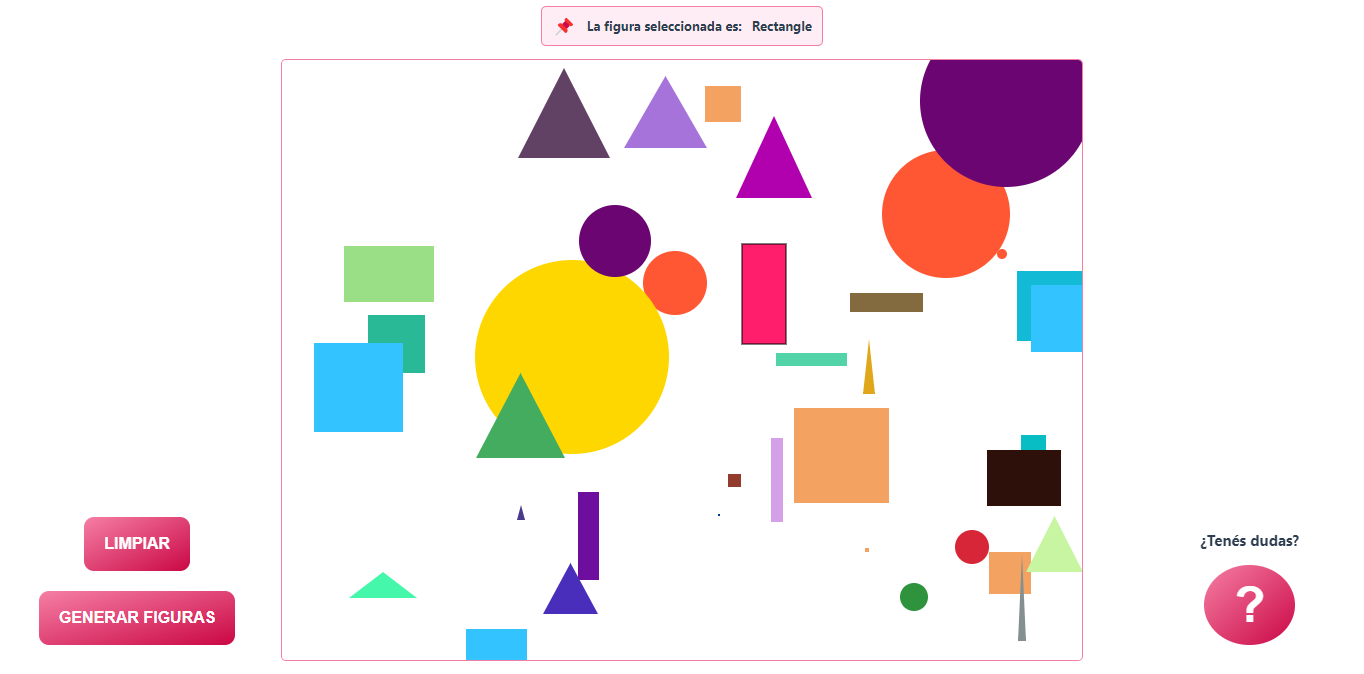 La figura seleccionada es: Rectangle
LIMPIAR
GENERAR FIGURAS
¿Tenés dudas?
?